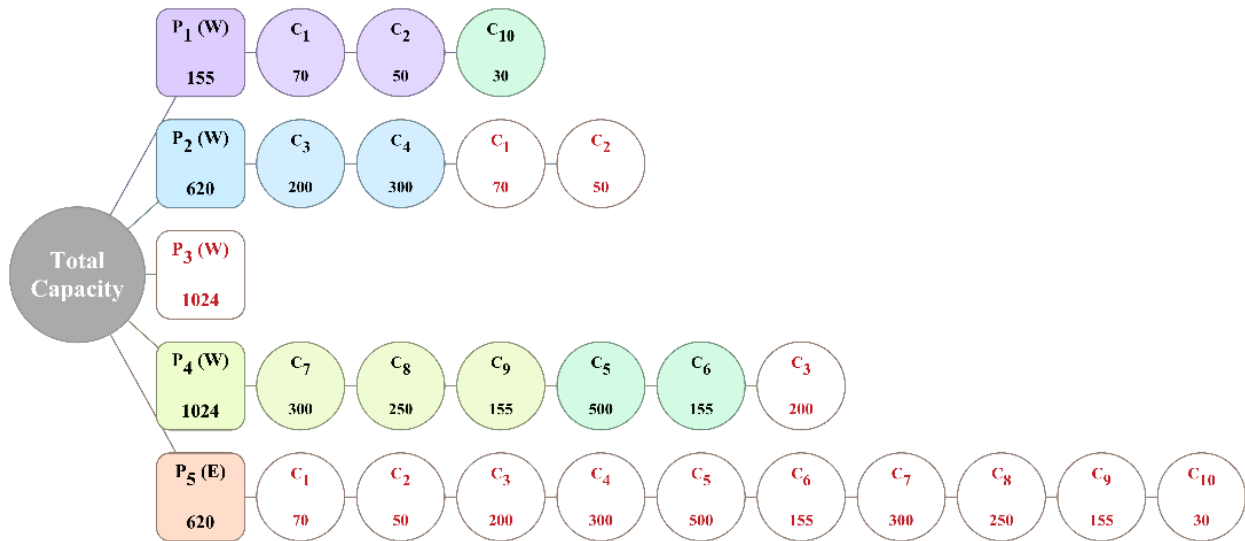 P1 (W)
155
C1
70
C2
50
C10
30
P2 (W)
620
C3
200
C4
300
C1
70
C2
50
Total
Capacity
P3 (W)
1024
P4 (W)
1024
C7
300
C8
250
C9
155
C5
500
C6
155
C3
200
P5 (E)
620
C1
70
C2
50
C3
200
C4
300
C5
500
C6
155
C7
300
C8
250
C9
155
C10
30